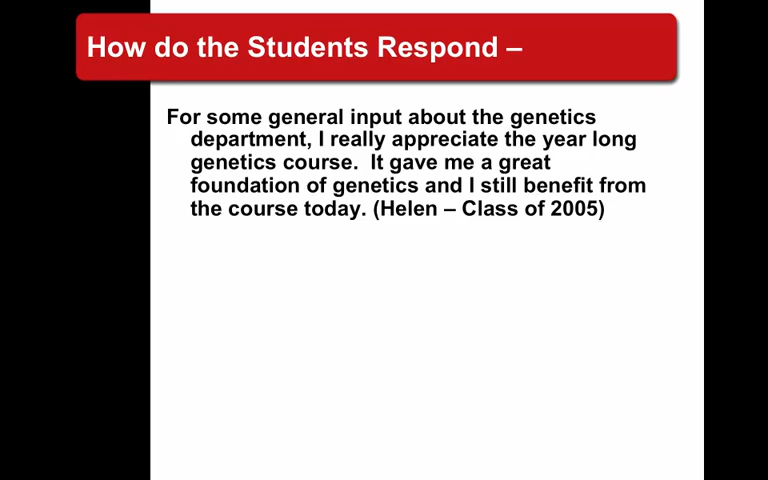 How do the Students Respond –
For some general input about the genetics
department, I really appreciate the year long
genetics course.  It gave me a great
foundation of genetics and I still benefit from
the course today. (Helen – Class of 2005)